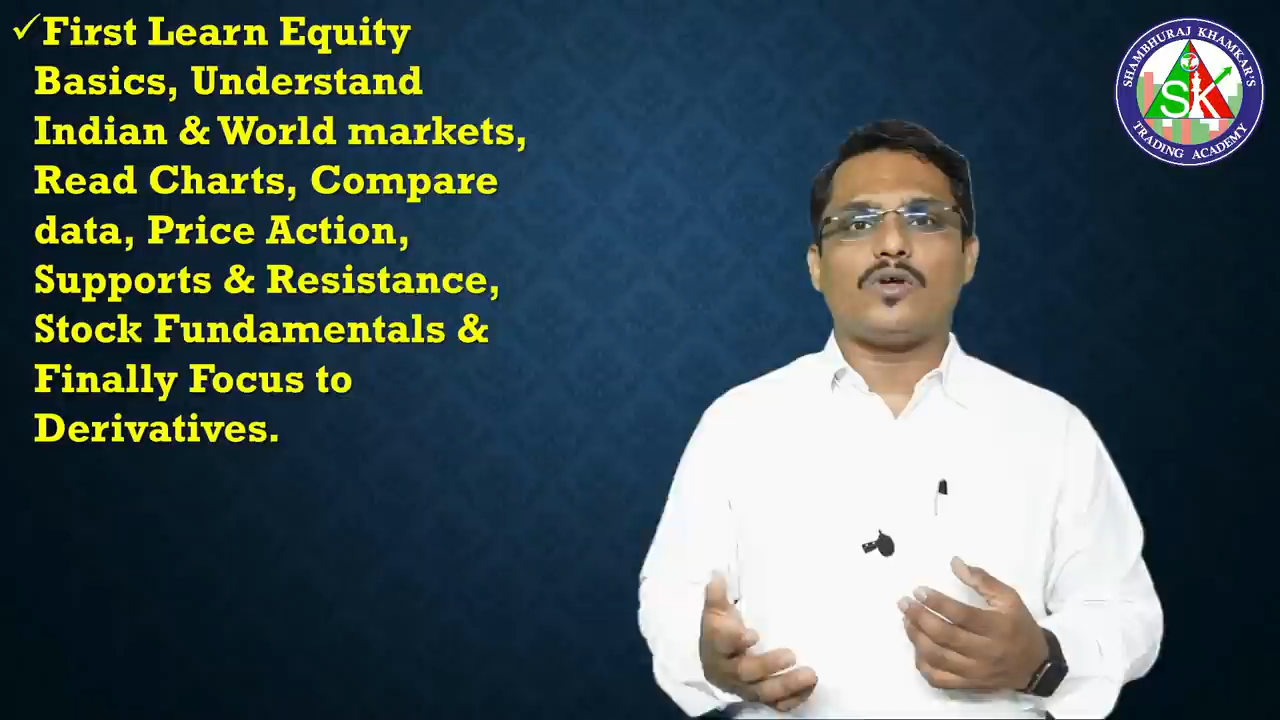 ✓First Learn Equity
Basics, Understand
Indian & World markets,
Read Charts, Compare
data, Price Action,
Supports & Resistance,
Stock Fundamentals &
Finally Focus to
Derivatives.
SHAMBHURAJ KHAMKAR'S
SK
TRADING ACADEMY